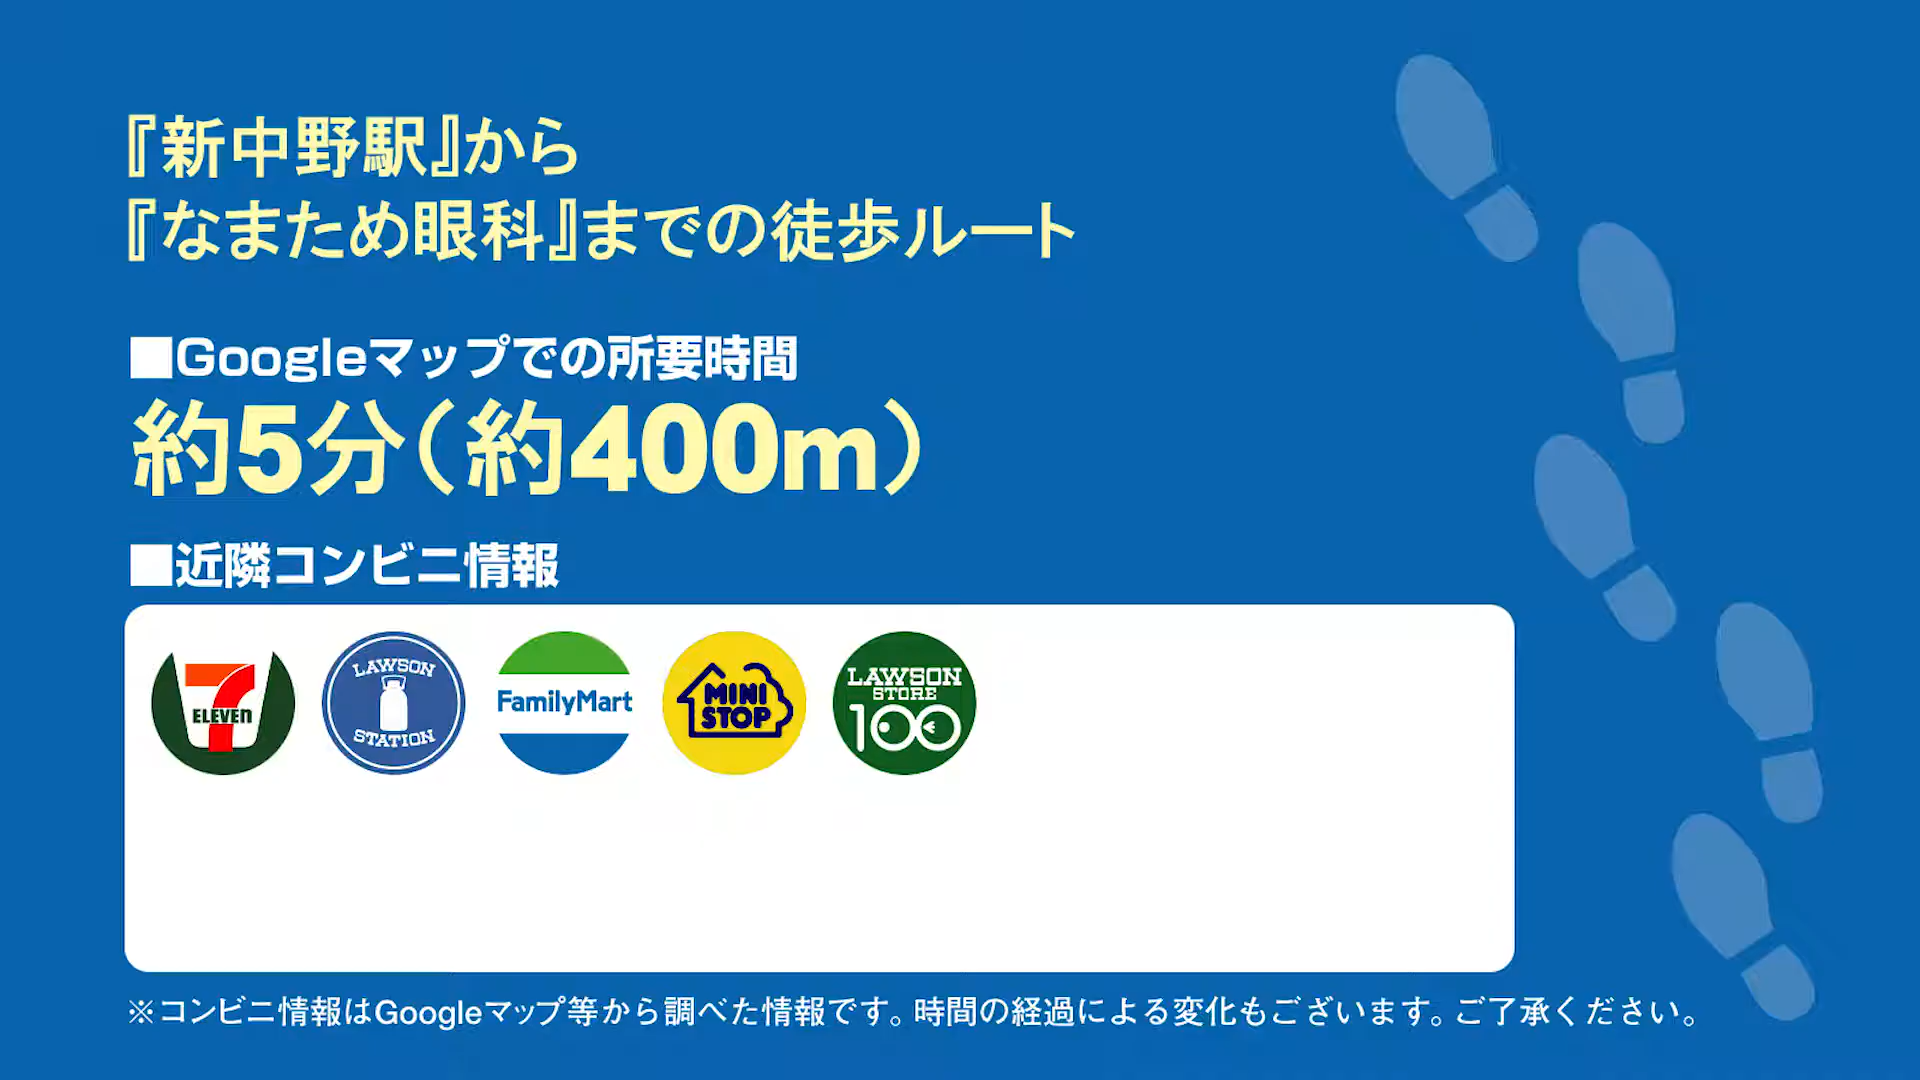 『新中野駅』から
『なまため眼科』までの徒歩ルート
■Googleマップでの所要時間
約5分（約400m）
■近隣コンビニ情報
7 ELEVEN
LAWSON STATION
FamilyMart
MINI STOP
LAWSON STORE 100
※コンビニ情報はGoogleマップ等から調べた情報です。時間の経過による変化もございます。ご了承ください。